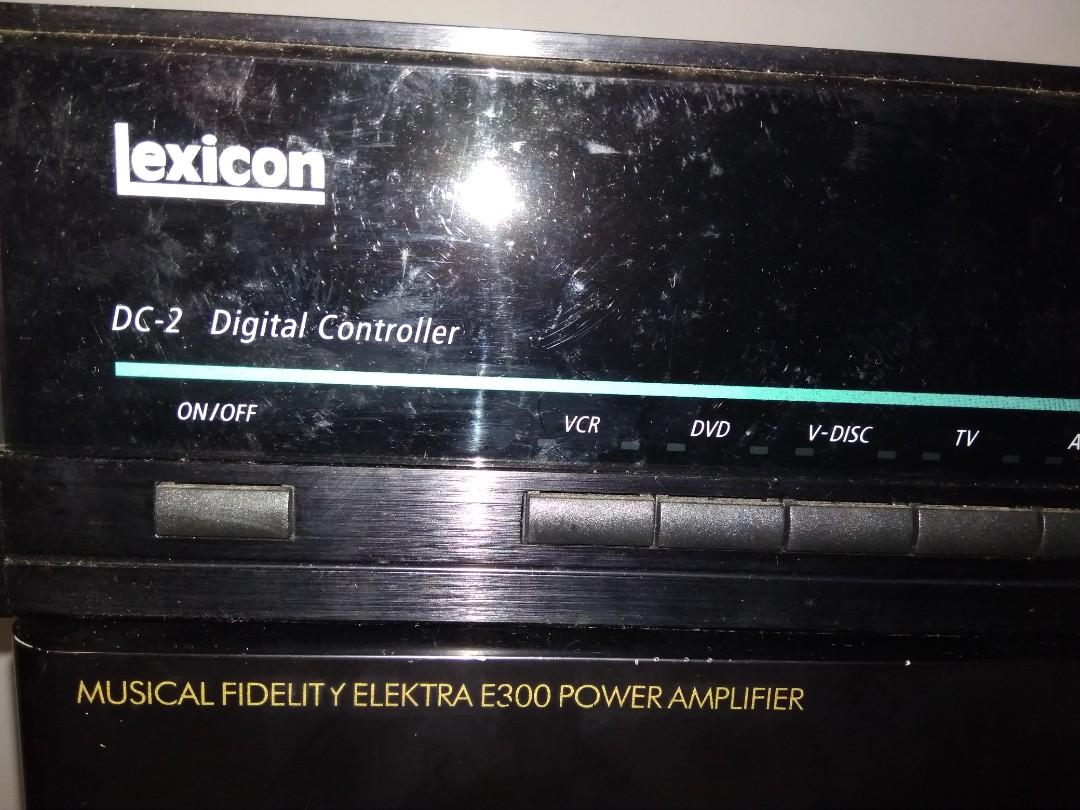 Lexicon
DC-2 Digital Controller
ON/OFF VCR DVD V-DISC TV
MUSICAL FIDELITY ELEKTRA E300 POWER AMPLIFIER